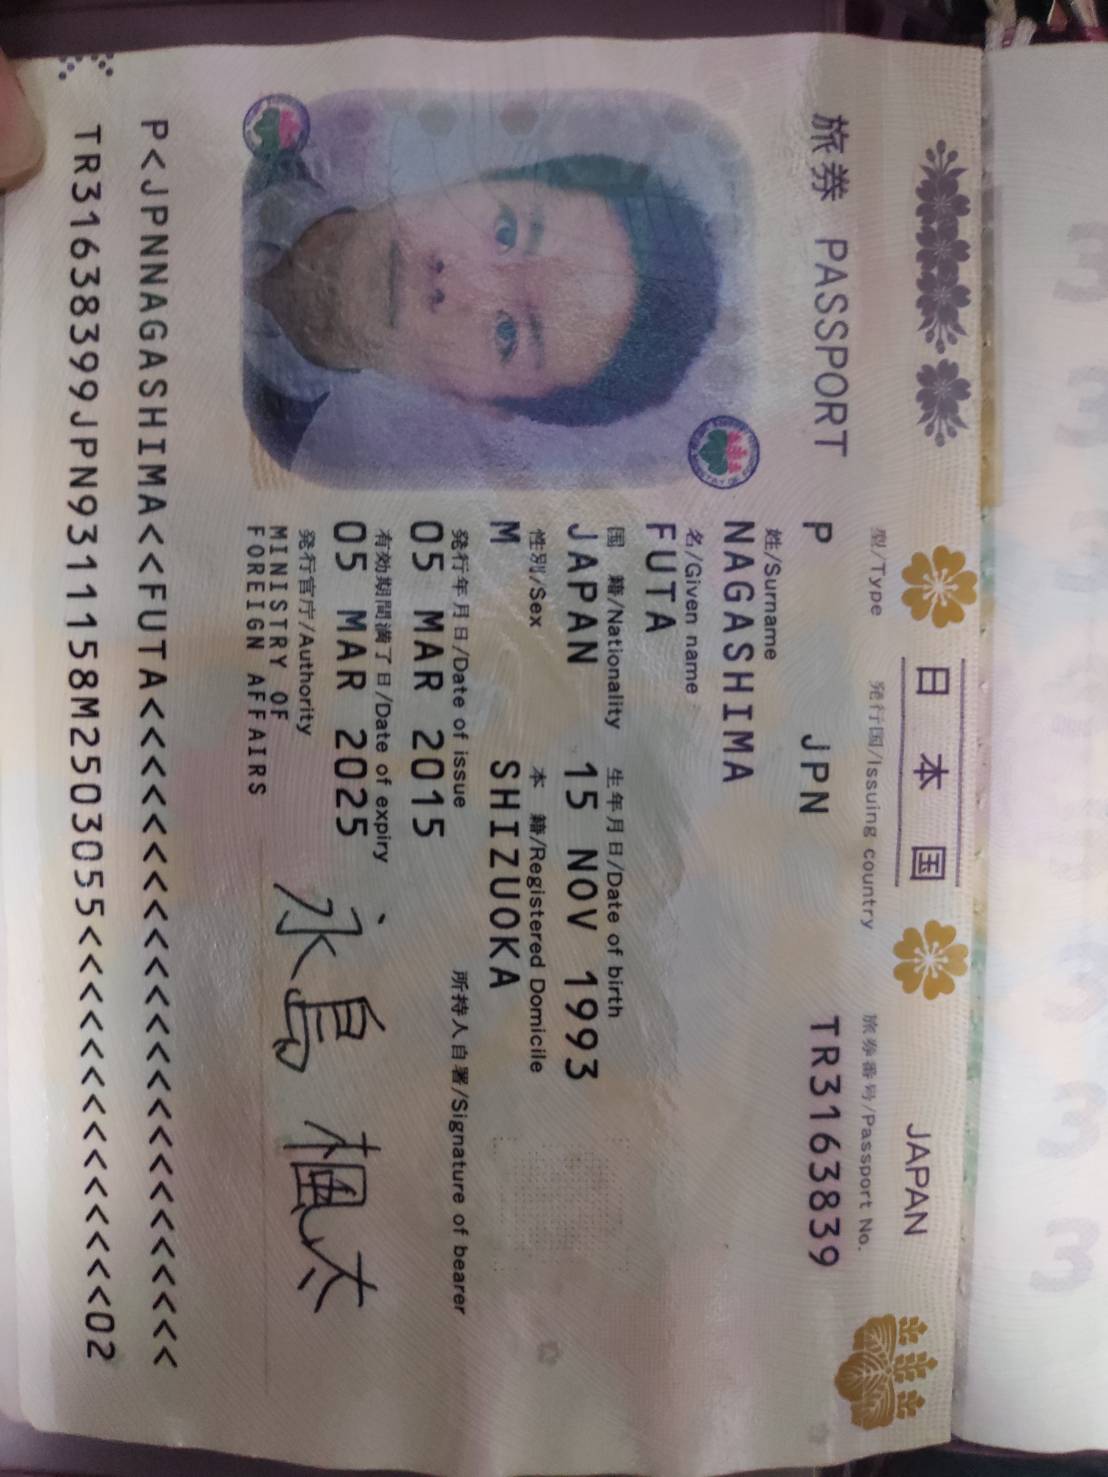 日本国 JAPAN
旅券 PASSPORT
型/Type 発行国/Issuing country 旅券番号/Passport No.
P JPN TR3163839
姓/Surname
NAGASHIMA
名/Given name
FUTA
国 籍/Nationality 生年月日/Date of birth
JAPAN 15 NOV 1993
性別/Sex 本 籍/Registered Domicile
M SHIZUOKA
発行年月日/Date of issue 所持人自署/Signature of bearer
05 MAR 2015
有効期間満了日/Date of expiry
05 MAR 2025
永島 楓太
発行官庁/Authority
MINISTRY OF
FOREIGN AFFAIRS
P<JPNNAGASHIMA<<FUTA<<<<<<<<<<<<<<<<<<<<<<<<
TR31638399JPN9311158M2503055<<<<<<<<<<<<<<02